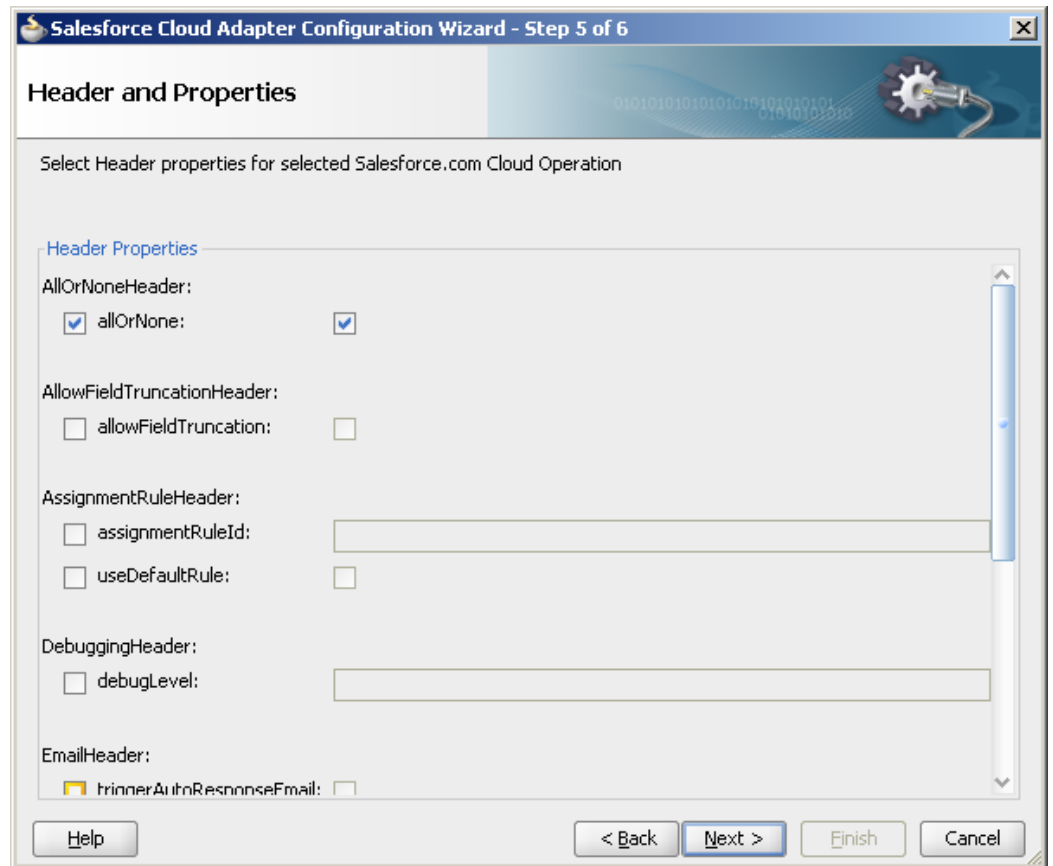 Salesforce Cloud Adapter Configuration Wizard - Step 5 of 6
Header and Properties
Select Header properties for selected Salesforce.com Cloud Operation
Header Properties
AllOrNoneHeader:
allOrNone:
AllowFieldTruncationHeader:
allowFieldTruncation:
AssignmentRuleHeader:
assignmentRuleId:
useDefaultRule:
DebuggingHeader:
debugLevel:
EmailHeader:
triggerAutoResponseEmail:
Help < Back Next > Finish Cancel